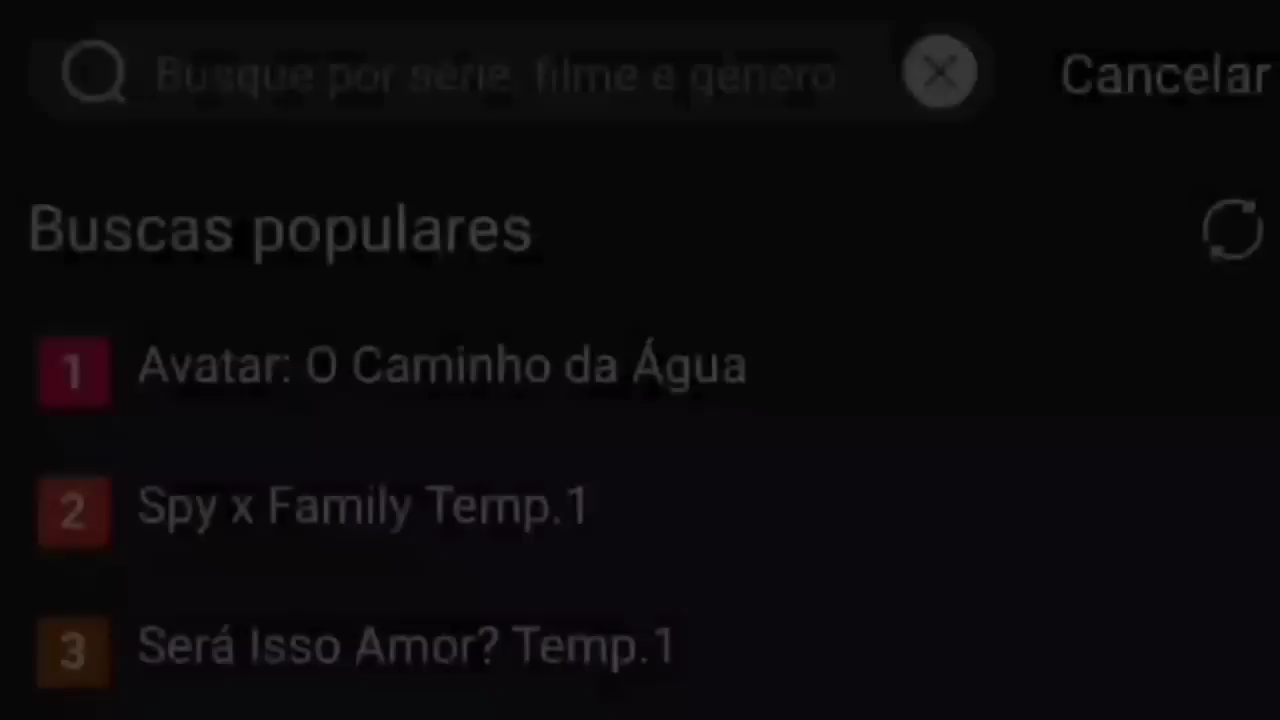 Busque por série, filme e gênero
Cancelar
Buscas populares
1 Avatar: O Caminho da Água
2 Spy x Family Temp.1
3 Será Isso Amor? Temp.1